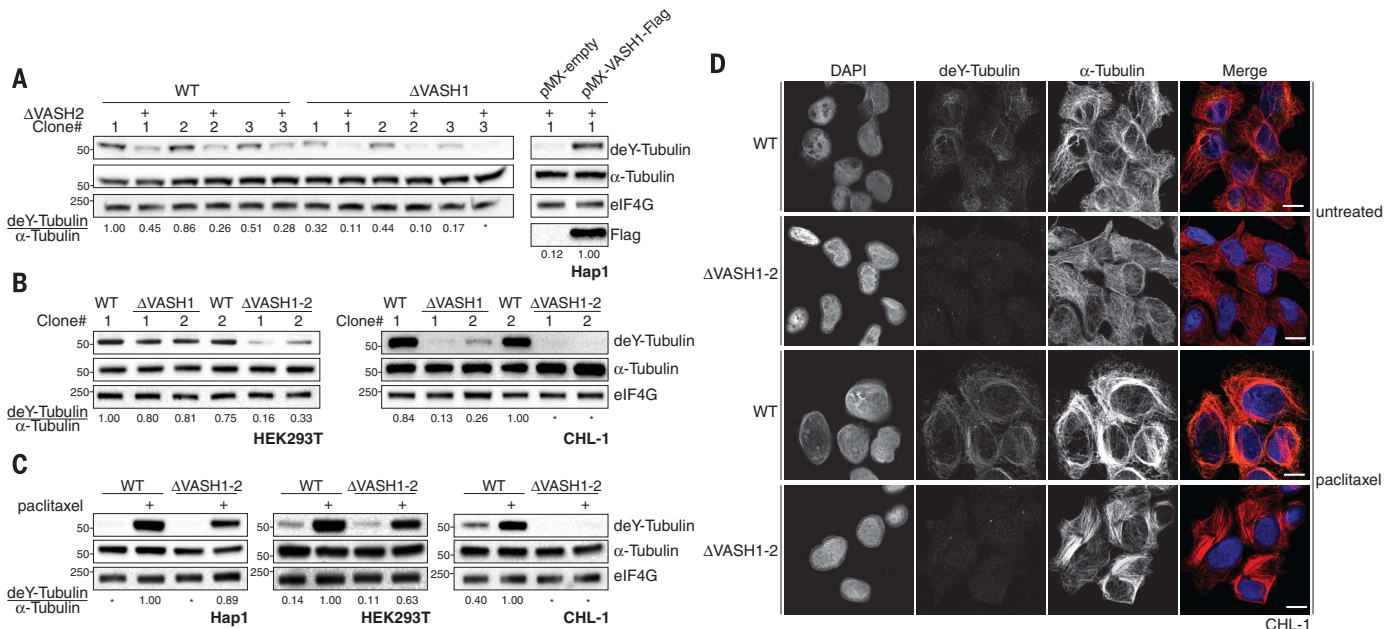 A
WT
ΔVASH1
pMX-empty
pMX-VASH1-Flag
ΔVASH2 + + + + + + + +
Clone# 1 1 2 2 3 3 1 1 2 2 3 3 1 1
50 deY-Tubulin
50 α-Tubulin
250 eIF4G
Flag
deY-Tubulin
α-Tubulin
1.00 0.45 0.86 0.26 0.51 0.28 0.32 0.11 0.44 0.10 0.17 * 0.12 1.00
Hap1
B
WT ΔVASH1 WT ΔVASH1-2
Clone# 1 1 2 2 1 2
50
50
250
deY-Tubulin
α-Tubulin
1.00 0.80 0.81 0.75 0.16 0.33
HEK293T
WT ΔVASH1 WT ΔVASH1-2
Clone# 1 1 2 2 1 2
50 deY-Tubulin
50 α-Tubulin
250 eIF4G
0.84 0.13 0.26 1.00 * *
CHL-1
C
WT ΔVASH1-2 WT ΔVASH1-2 WT ΔVASH1-2
paclitaxel + + + + + +
50 50 50 deY-Tubulin
50 50 50 α-Tubulin
250 250 250 eIF4G
deY-Tubulin
α-Tubulin
* 1.00 * 0.89 0.14 1.00 0.11 0.63 0.40 1.00 * *
Hap1 HEK293T CHL-1
D
DAPI deY-Tubulin α-Tubulin Merge
WT
ΔVASH1-2
untreated
WT
ΔVASH1-2
paclitaxel
CHL-1